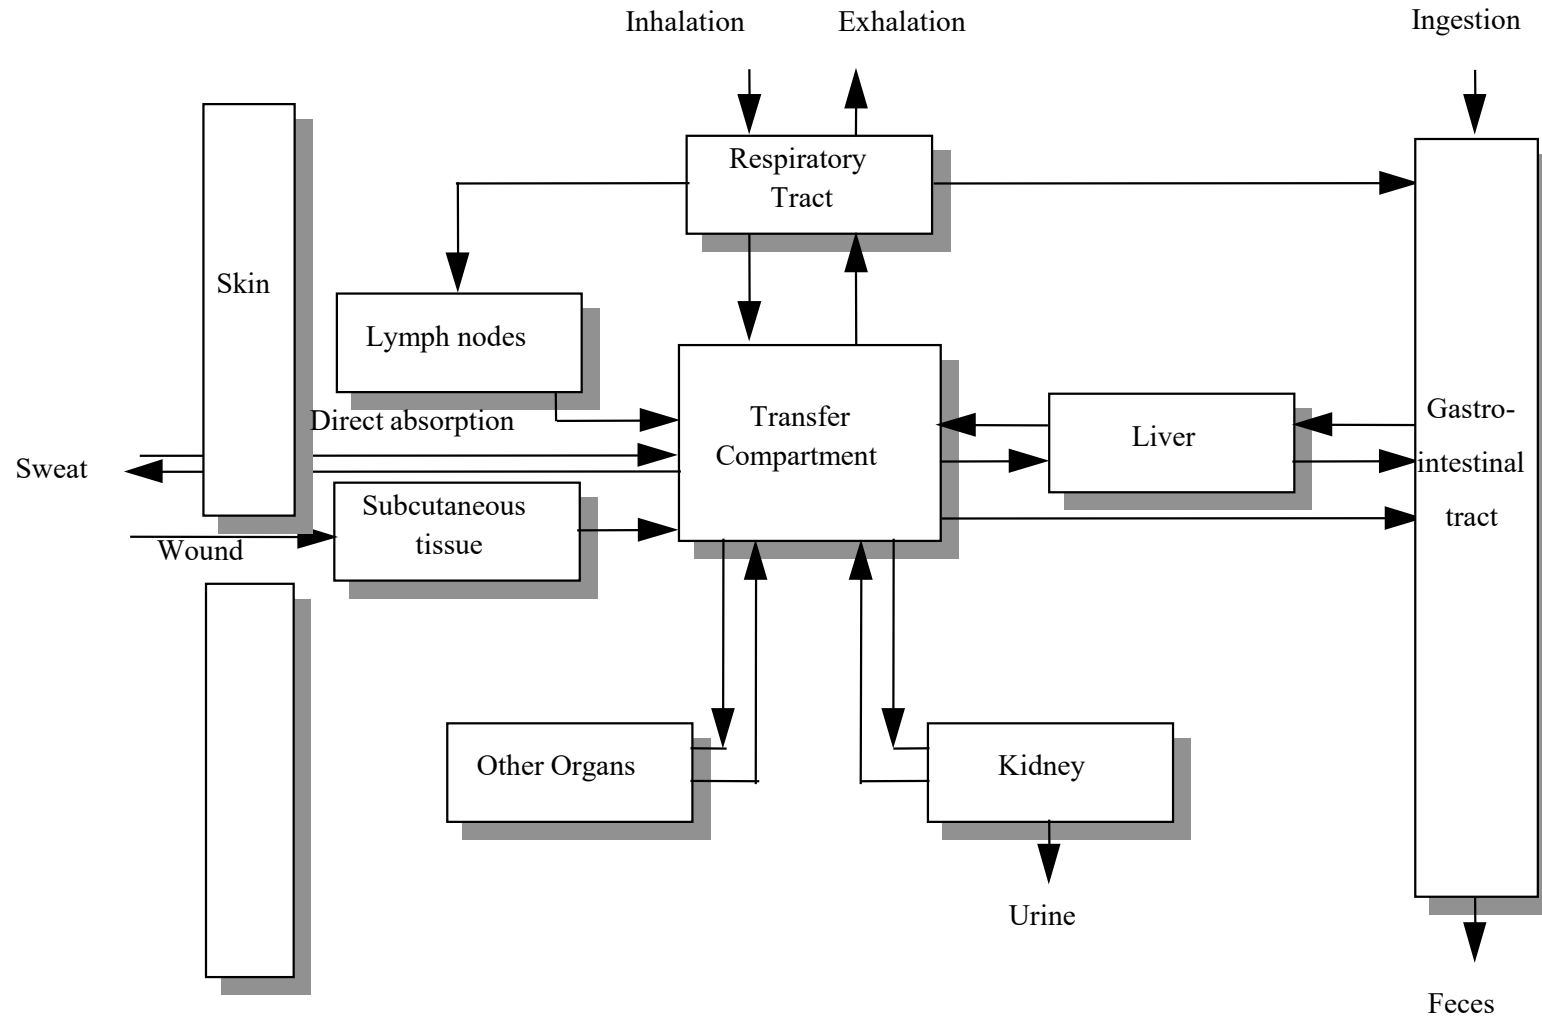 Inhalation
Exhalation
Ingestion
Respiratory
Tract
Skin
Lymph nodes
Direct absorption
Transfer
Compartment
Liver
Gastro-
intestinal
tract
Sweat
Subcutaneous
tissue
Wound
Other Organs
Kidney
Urine
Feces